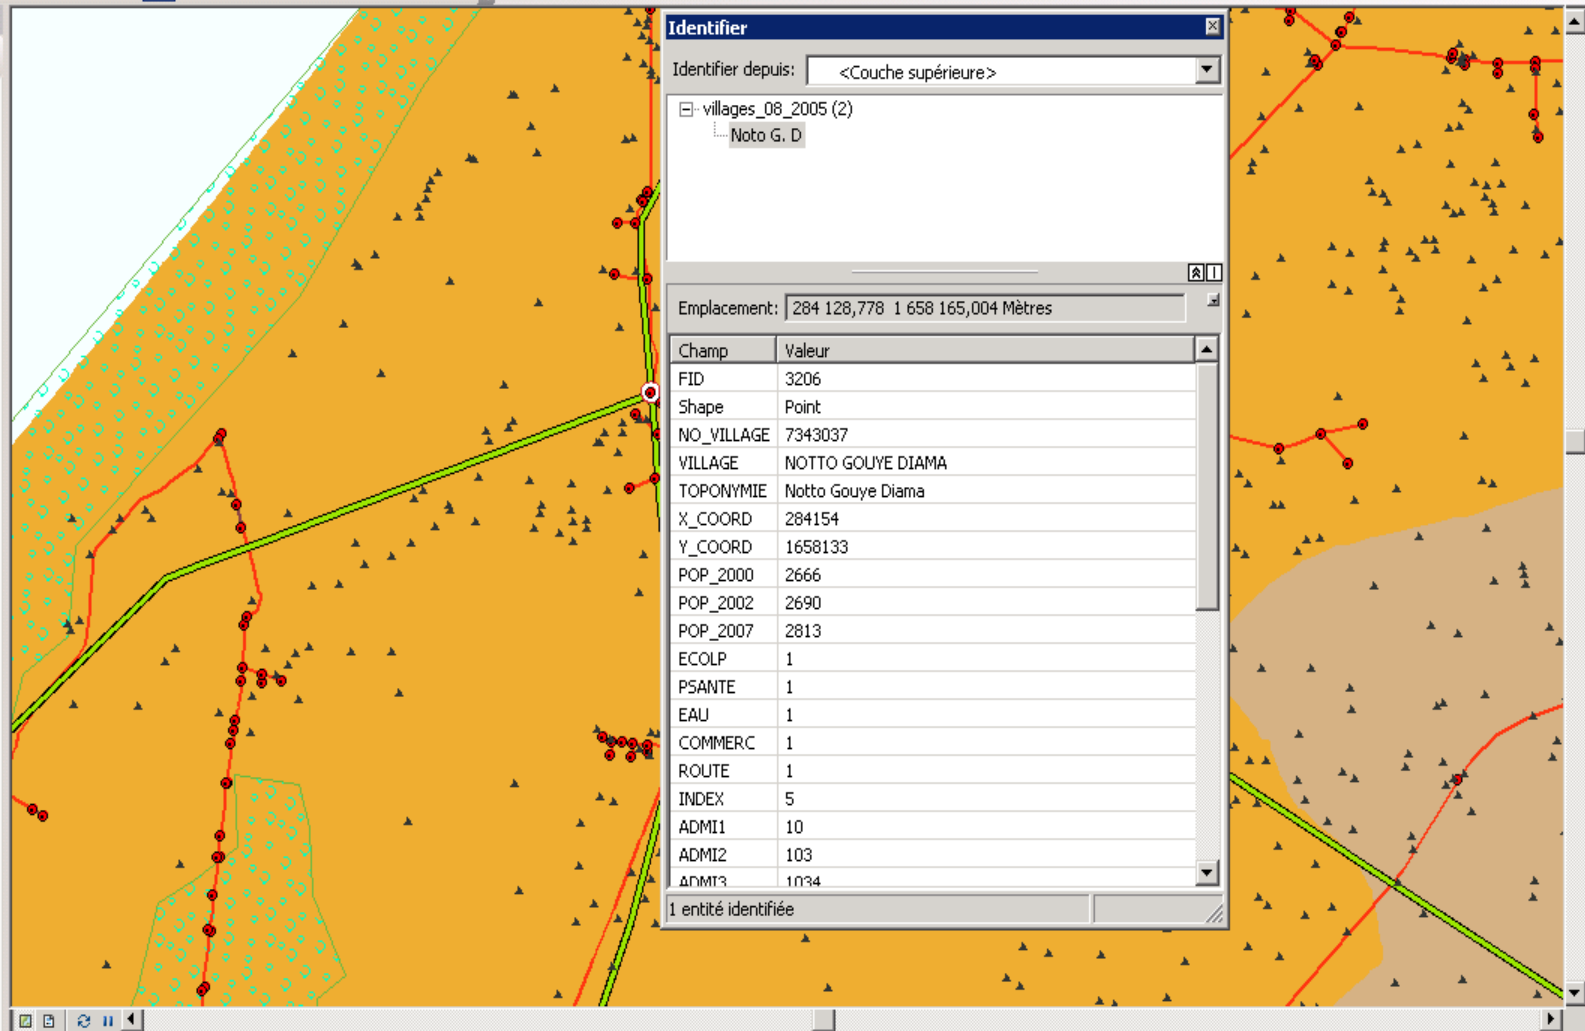 Identifier
Identifier depuis: <Couche supérieure>
villages_08_2005 (2)
Noto G. D
Emplacement: 284 128,778 1 658 165,004 Mètres
Champ Valeur
FID 3206
Shape Point
NO_VILLAGE 7343037
VILLAGE NOTTO GOUYE DIAMA
TOPONYMIE Notto Gouye Diama
X_COORD 284154
Y_COORD 1658133
POP_2000 2666
POP_2002 2690
POP_2007 2813
ECOLP 1
PSANTE 1
EAU 1
COMMERC 1
ROUTE 1
INDEX 5
ADMI1 10
ADMI2 103
ADMI3 1034
1 entité identifiée